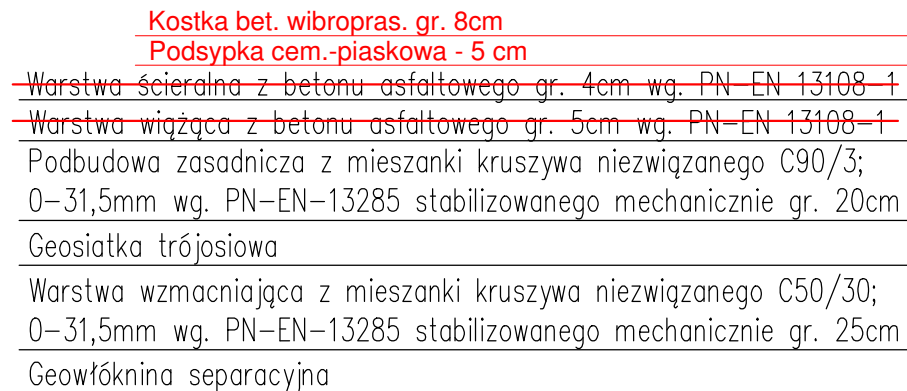 Kostka bet. wibropras. gr. 8cm
Podsypka cem.-piaskowa - 5 cm
Warstwa ścieralna z betonu asfaltowego gr. 4cm wg. PN-EN 13108-1
Warstwa wiążąca z betonu asfaltowego gr. 5cm wg. PN-EN 13108-1
Podbudowa zasadnicza z mieszanki kruszywa niezwiązanego C90/3;
0-31,5mm wg. PN-EN-13285 stabilizowanego mechanicznie gr. 20cm
Geosiatka trójosiowa
Warstwa wzmacniająca z mieszanki kruszywa niezwiązanego C50/30;
0-31,5mm wg. PN-EN-13285 stabilizowanego mechanicznie gr. 25cm
Geowłóknina separacyjna